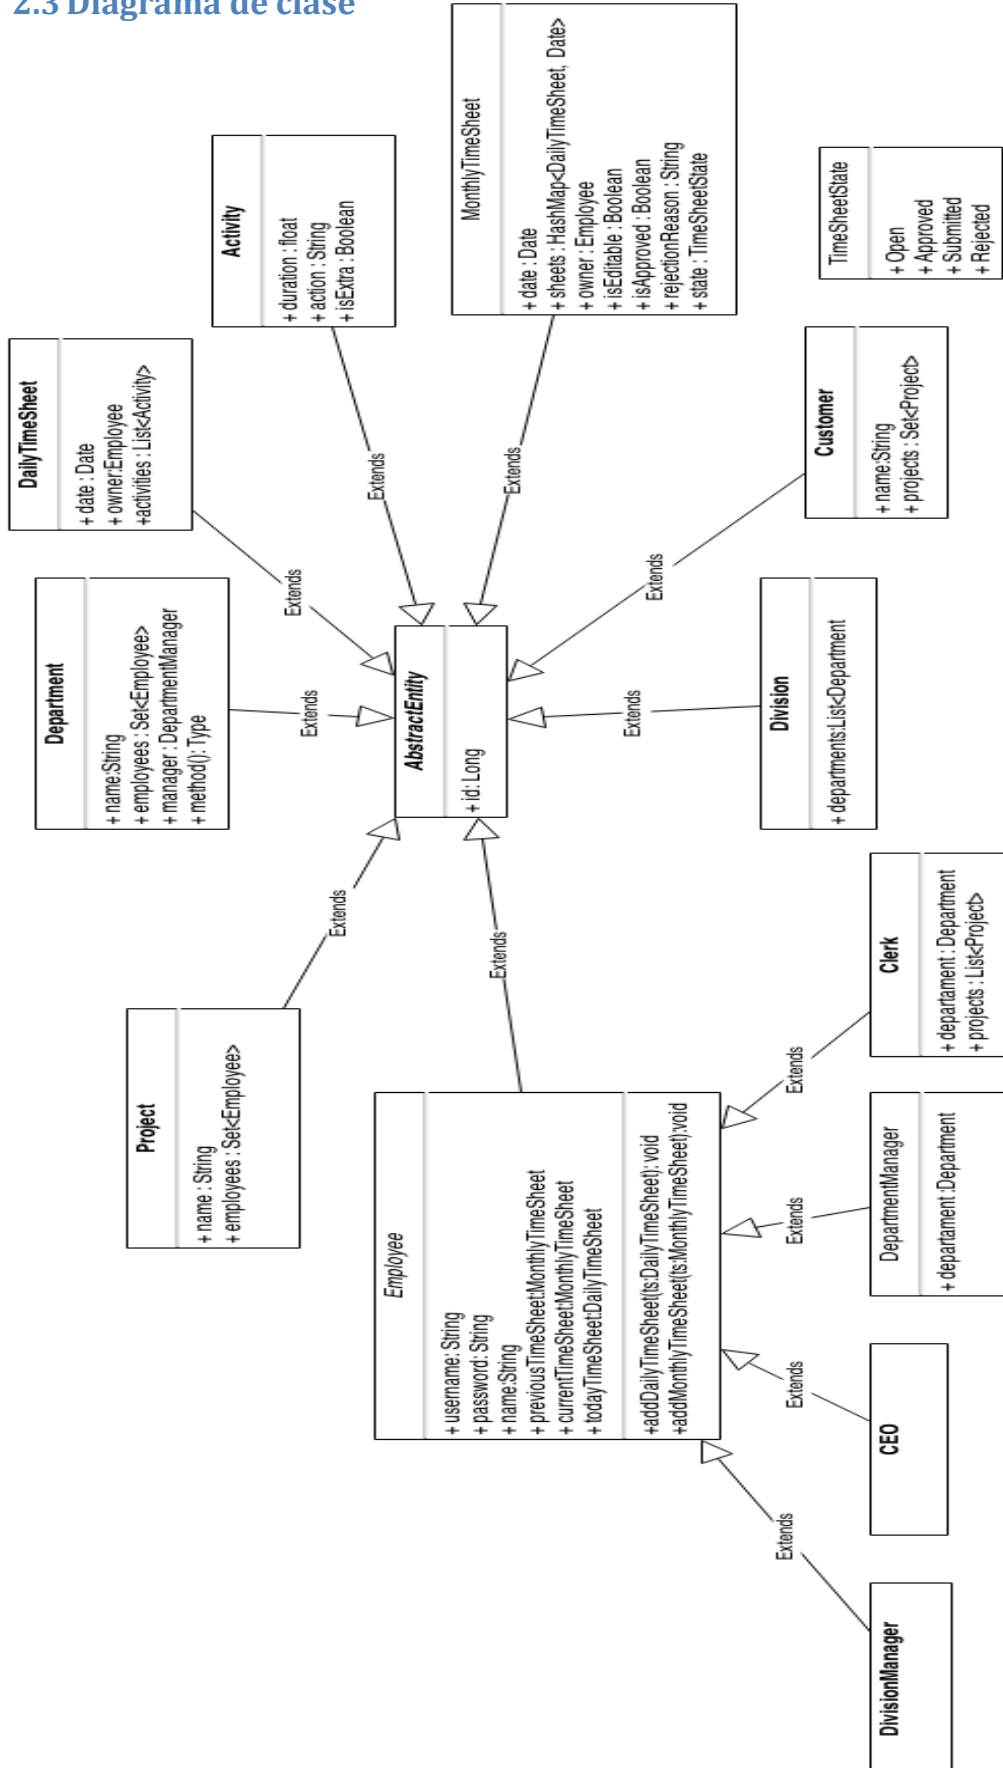 2.3 Diagrama de clase
DailyTimeSheet
+ date : Date
+ owner:Employee
+activities : List<Activity>
Activity
+ duration : float
+ action : String
+ isExtra : Boolean
MonthlyTimeSheet
+ date : Date
+ sheets : HashMap<DailyTimeSheet, Date>
+ owner : Employee
+ isEditable : Boolean
+ isApproved : Boolean
+ rejectionReason : String
+ state : TimeSheetState
TimeSheetState
+ Open
+ Approved
+ Submitted
+ Rejected
Department
+ name:String
+ employees : Set<Employee>
+ manager : DepartmentManager
+ method(): Type
Extends
Extends
Extends
Extends
AbstractEntity
+ id: Long
Extends
Extends
Customer
+ name:String
+ projects : Set<Project>
Division
+ departments:List<Department
Project
+ name : String
+ employees : Set<Employee>
Extends
Extends
Employee
+ username: String
+ password: String
+ name:String
+ previousTimeSheet:MonthlyTimeSheet
+ currentTimeSheet:MonthlyTimeSheet
+ todayTimeSheet:DailyTimeSheet
+addDailyTimeSheet(ts:DailyTimeSheet): void
+addMonthlyTimeSheet(ts:MonthlyTimeSheet):void
Extends
Extends
Extends
Extends
Clerk
+ departament : Department
+ projects : List<Project>
DepartmentManager
+ departament:Department
CEO
DivisionManager